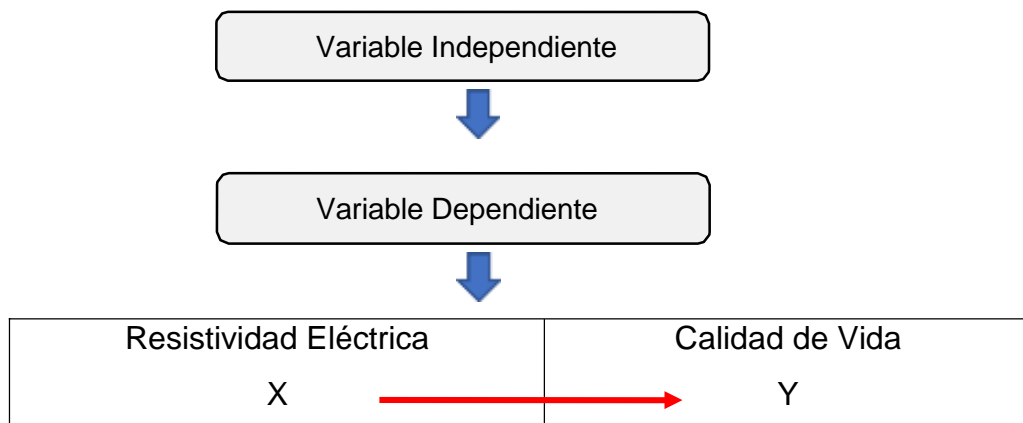 Variable Independiente
Variable Dependiente
Resistividad Eléctrica Calidad de Vida
X Y